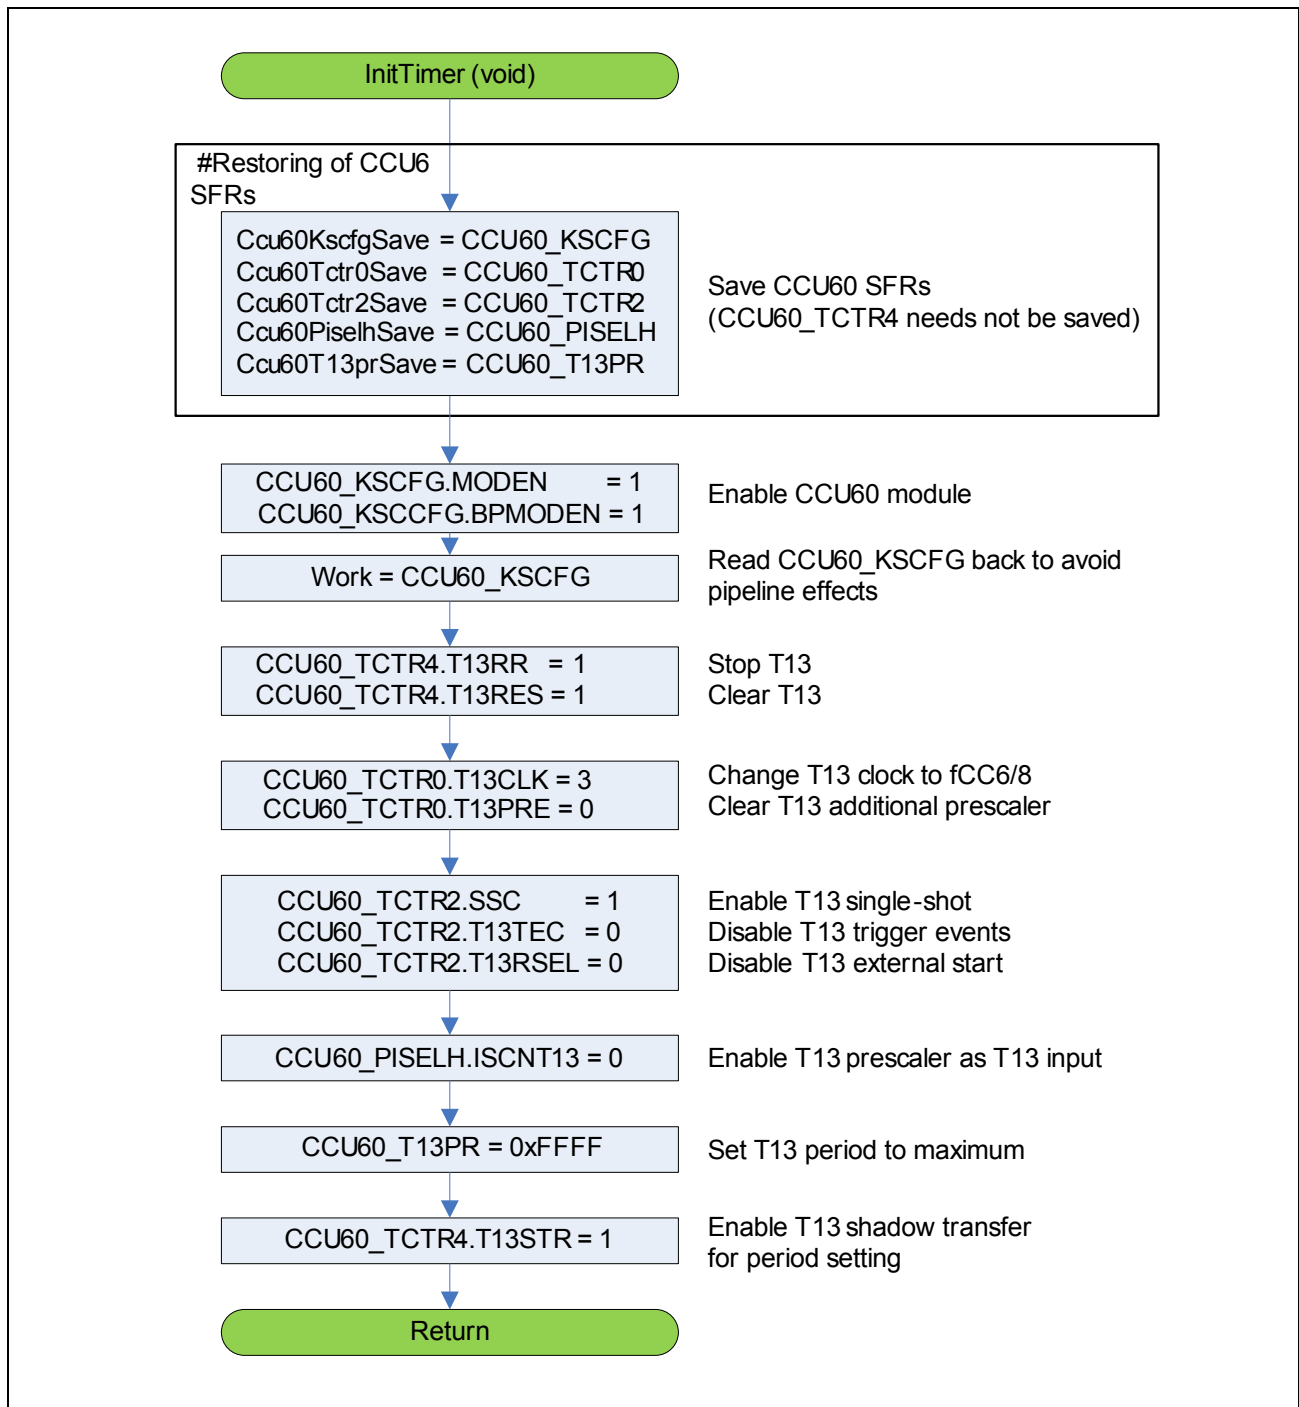 InitTimer (void)
#Restoring of CCU6
SFRs
Ccu60KscfgSave = CCU60_KSCFG
Ccu60Tctr0Save = CCU60_TCTR0
Ccu60Tctr2Save = CCU60_TCTR2
Ccu60PiselhSave = CCU60_PISELH
Ccu60T13prSave = CCU60_T13PR
Save CCU60 SFRs
(CCU60_TCTR4 needs not be saved)
CCU60_KSCFG.MODEN = 1
CCU60_KSCCFG.BPMODEN = 1
Enable CCU60 module
Work = CCU60_KSCFG
Read CCU60_KSCFG back to avoid
pipeline effects
CCU60_TCTR4.T13RR = 1
CCU60_TCTR4.T13RES = 1
Stop T13
Clear T13
CCU60_TCTR0.T13CLK = 3
CCU60_TCTR0.T13PRE = 0
Change T13 clock to fCC6/8
Clear T13 additional prescaler
CCU60_TCTR2.SSC = 1
CCU60_TCTR2.T13TEC = 0
CCU60_TCTR2.T13RSEL = 0
Enable T13 single-shot
Disable T13 trigger events
Disable T13 external start
CCU60_PISELH.ISCNT13 = 0
Enable T13 prescaler as T13 input
CCU60_T13PR = 0xFFFF
Set T13 period to maximum
CCU60_TCTR4.T13STR = 1
Enable T13 shadow transfer
for period setting
Return